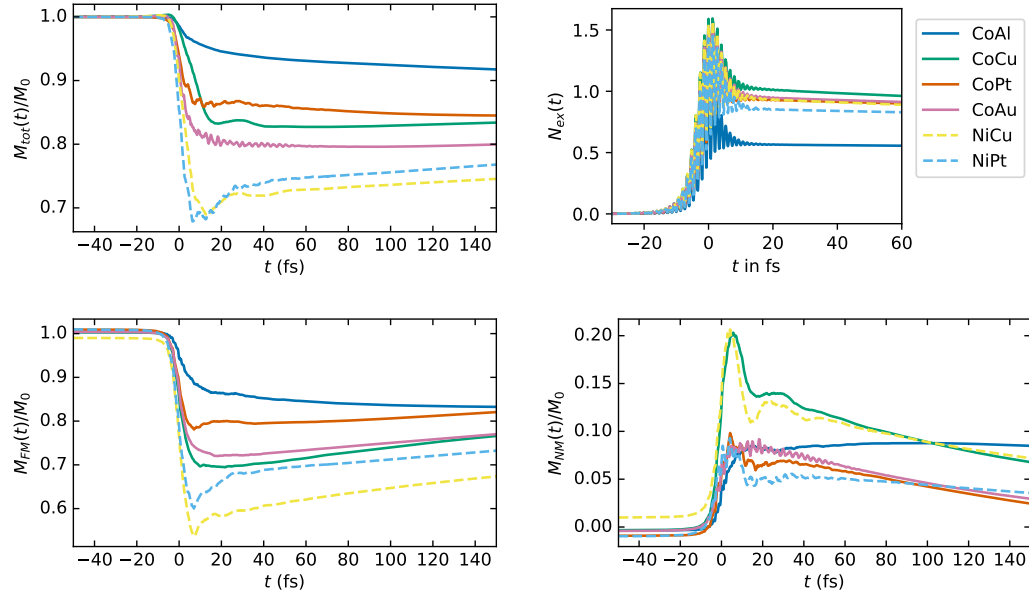 1.0
0.9
0.8
0.7
M_tot(t)/M_0
−40 −20 0 20 40 60 80 100 120 140
t (fs)
1.5
1.0
0.5
0.0
N_ex(t)
−20 0 20 40 60
t in fs
CoAl
CoCu
CoPt
CoAu
NiCu
NiPt
1.0
0.9
0.8
0.7
0.6
M_FM(t)/M_0
−40 −20 0 20 40 60 80 100 120 140
t (fs)
0.20
0.15
0.10
0.05
0.00
M_NM(t)/M_0
−40 −20 0 20 40 60 80 100 120 140
t (fs)